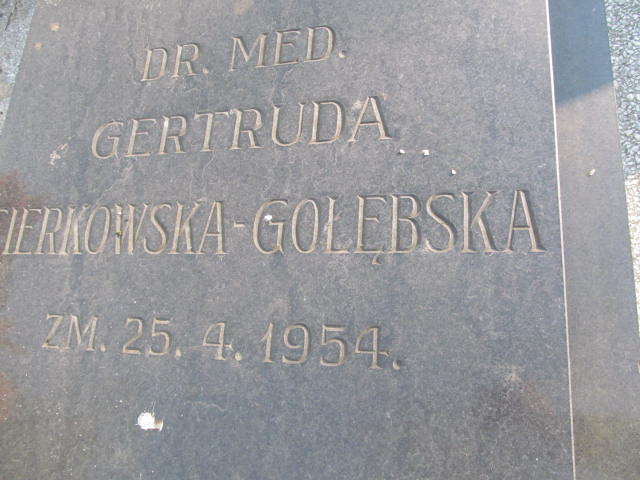 DR. MED.
GERTRUDA
IERKOWSKA-GOŁĘBSKA
ZM. 25. 4. 1954.